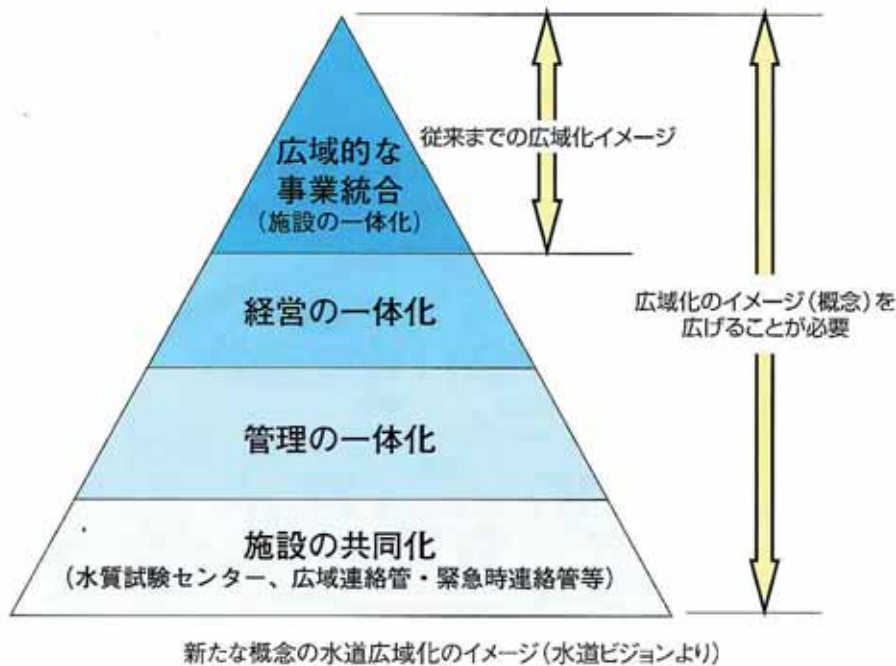 広域的な
事業統合
(施設の一体化)
従来までの広域化イメージ
経営の一体化
広域化のイメージ(概念)を
広げることが必要
管理の一体化
施設の共同化
(水質試験センター、広域連絡管・緊急時連絡管等)
新たな概念の水道広域化のイメージ(水道ビジョンより)